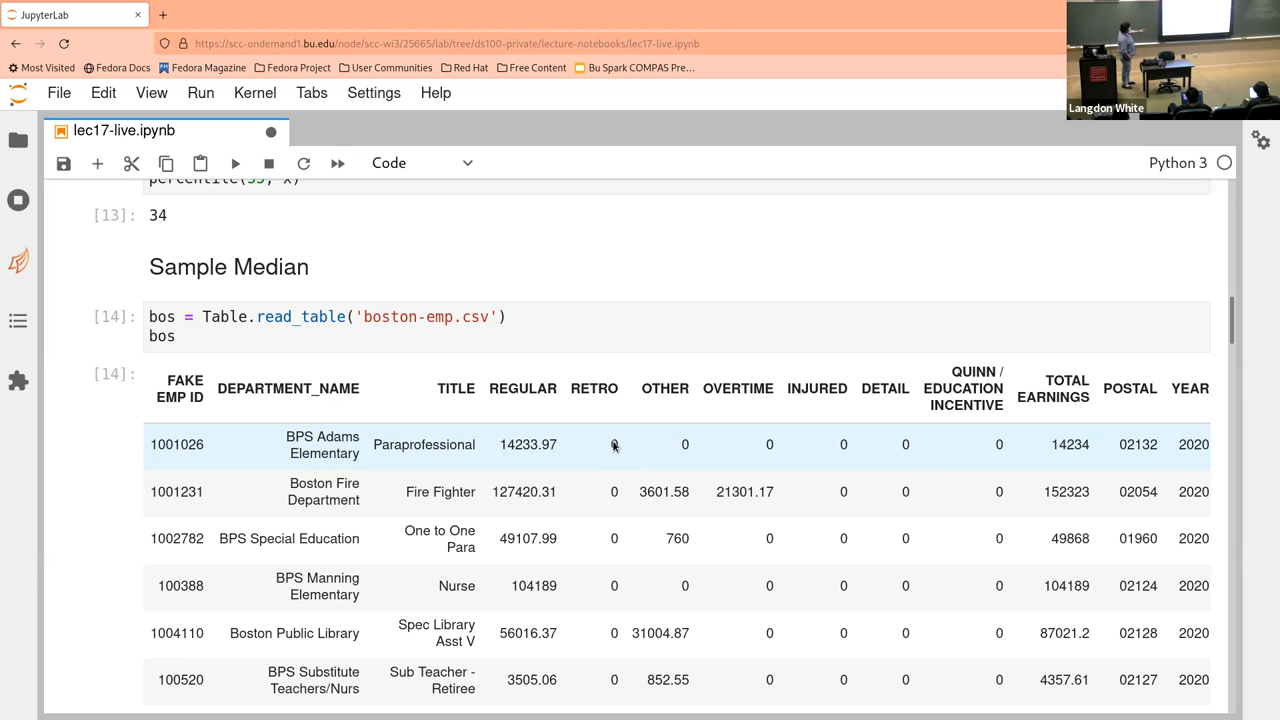 JupyterLab
https://scc-ondemand1.bu.edu/node/scc-wi3/25665/lab/tree/ds100-private/lecture-notebooks/lec17-live.ipynb
Most Visited Fedora Docs Fedora Magazine Fedora Project User Communities Red Hat Free Content Bu Spark COMPAS Pre...
Langdon White
File Edit View Run Kernel Tabs Settings Help
lec17-live.ipynb
Code Python 3
[13]: 34
Sample Median
[14]: bos = Table.read_table('boston-emp.csv')
bos
[14]: FAKE EMP ID DEPARTMENT_NAME TITLE REGULAR RETRO OTHER OVERTIME INJURED DETAIL QUINN / EDUCATION INCENTIVE TOTAL EARNINGS POSTAL YEAR
1001026 BPS Adams Elementary Paraprofessional 14233.97 0 0 0 0 0 0 14234 02132 2020
1001231 Boston Fire Department Fire Fighter 127420.31 0 3601.58 21301.17 0 0 0 152323 02054 2020
1002782 BPS Special Education One to One Para 49107.99 0 760 0 0 0 0 49868 01960 2020
100388 BPS Manning Elementary Nurse 104189 0 0 0 0 0 0 104189 02124 2020
1004110 Boston Public Library Spec Library Asst V 56016.37 0 31004.87 0 0 0 0 87021.2 02128 2020
100520 BPS Substitute Teachers/Nurs Sub Teacher - Retiree 3505.06 0 852.55 0 0 0 0 4357.61 02127 2020